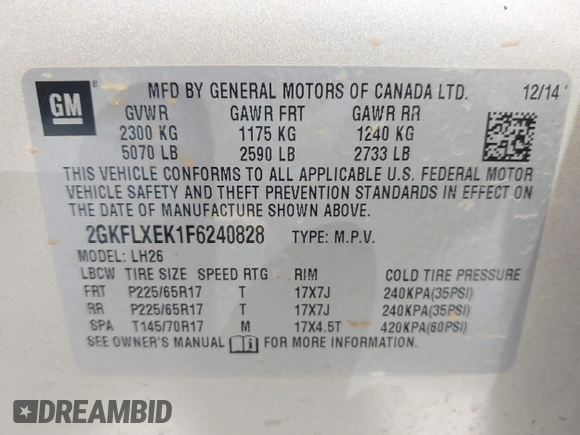 GM ® MFD BY GENERAL MOTORS OF CANADA LTD. 12/14
GVWR GAWR FRT GAWR RR
2300 KG 1175 KG 1240 KG
5070 LB 2590 LB 2733 LB
THIS VEHICLE CONFORMS TO ALL APPLICABLE U.S. FEDERAL MOTOR
VEHICLE SAFETY AND THEFT PREVENTION STANDARDS IN EFFECT ON
THE DATE OF MANUFACTURE SHOWN ABOVE.
2GKFLXEK1F6240828 TYPE: M.P.V.
MODEL: LH26
LBCW TIRE SIZE SPEED RTG RIM COLD TIRE PRESSURE
FRT P225/65R17 T 17X7J 240KPA(35PSI)
RR P225/65R17 T 17X7J 240KPA(35PSI)
SPA T145/70R17 M 17X4.5T 420KPA(60PSI)
SEE OWNER'S MANUAL FOR MORE INFORMATION.
DREAMBID